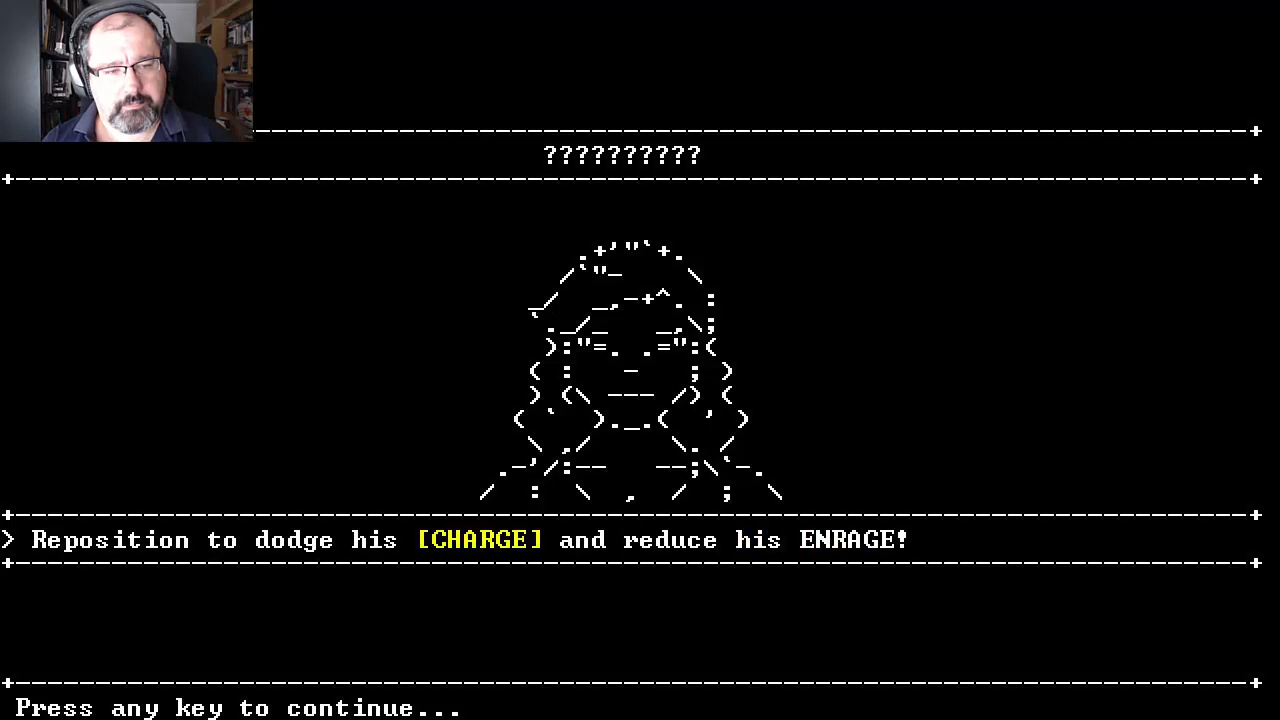 ??????????
> Reposition to dodge his [CHARGE] and reduce his ENRAGE!
Press any key to continue...